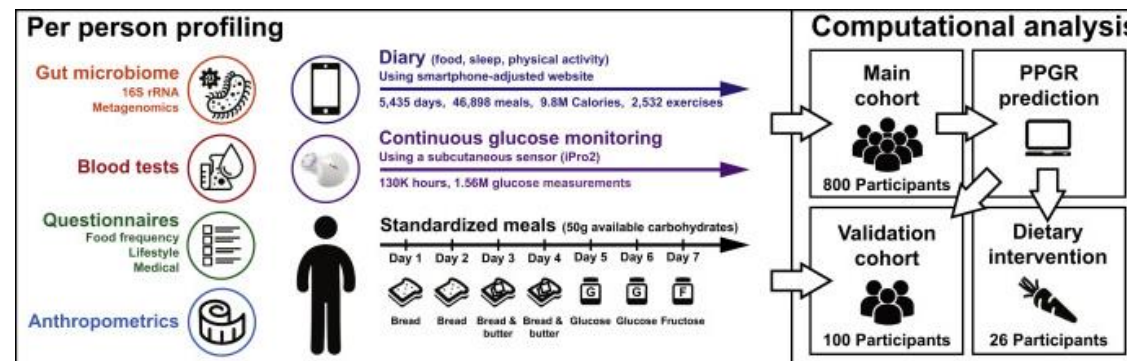 Per person profiling
Gut microbiome
16S rRNA
Metagenomics
Blood tests
Questionnaires
Food frequency
Lifestyle
Medical
Anthropometrics
Diary (food, sleep, physical activity)
Using smartphone-adjusted website
5,435 days, 46,898 meals, 9.8M Calories, 2,532 exercises
Continuous glucose monitoring
Using a subcutaneous sensor (iPro2)
130K hours, 1.56M glucose measurements
Standardized meals (50g available carbohydrates)
Day 1 Day 2 Day 3 Day 4 Day 5 Day 6 Day 7
G G F
Bread Bread Bread & butter Bread & butter Glucose Glucose Fructose
Computational analysis
Main
cohort
800 Participants
PPGR
prediction
Validation
cohort
100 Participants
Dietary
intervention
26 Participants